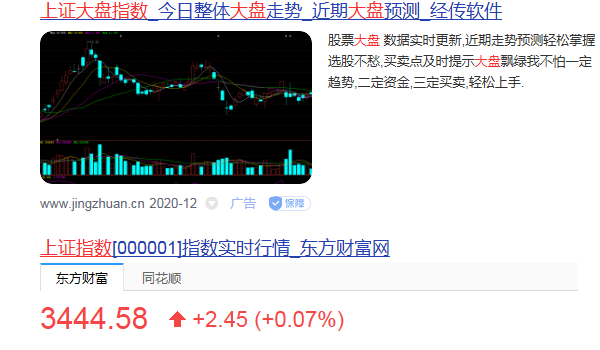 上证大盘指数_今日整体大盘走势_近期大盘预测_经传软件
股票大盘 数据实时更新,近期走势预测轻松掌握
选股不愁,买卖点及时提示大盘飘绿我不怕一定
趋势,二定资金,三定买卖,轻松上手.
www.jingzhuan.cn 2020-12 广告 保障
上证指数[000001]指数实时行情_东方财富网
东方财富 同花顺
3444.58 +2.45 (+0.07%)